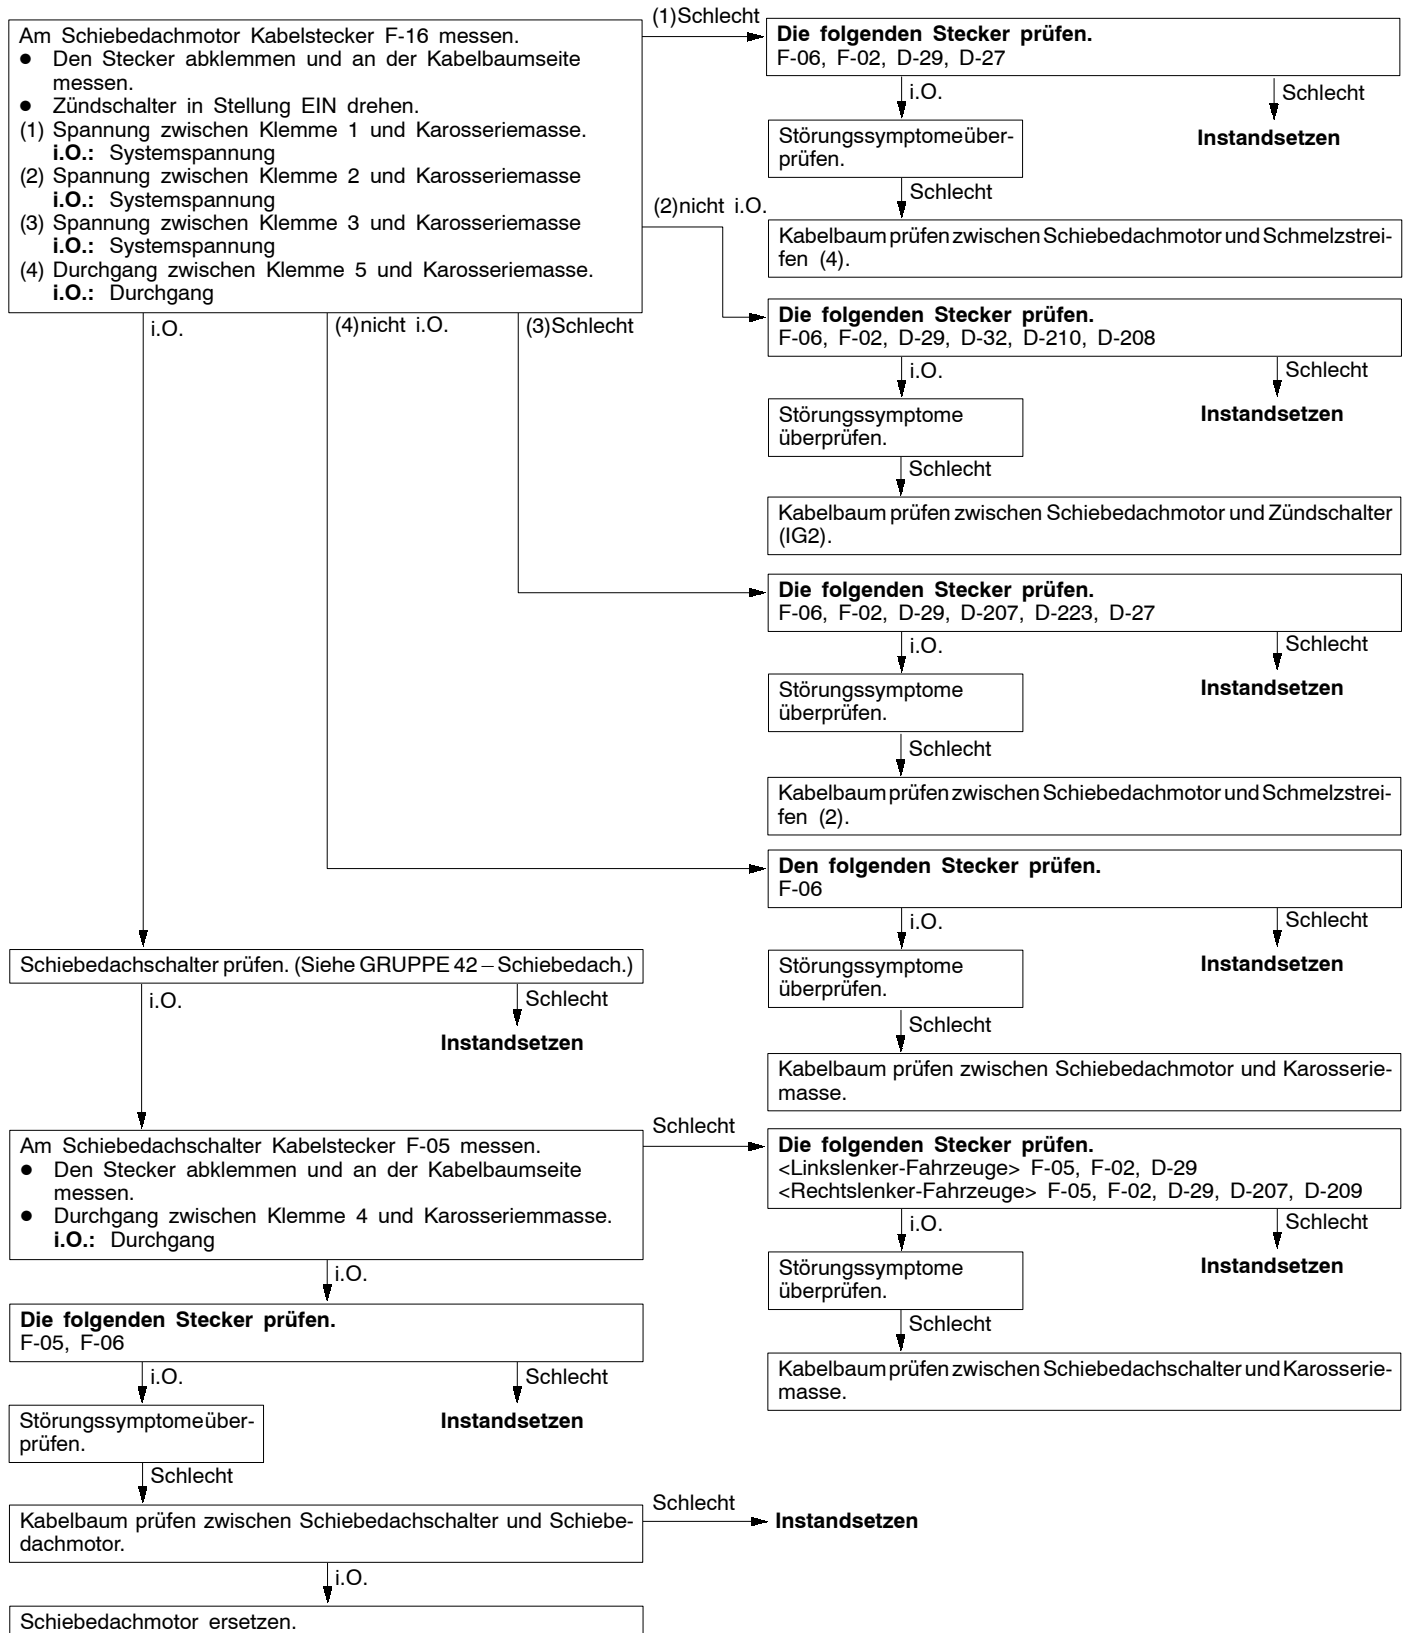 Am Schiebedachmotor Kabelstecker F-16 messen.
● Den Stecker abklemmen und an der Kabelbaumseite
messen.
● Zündschalter in Stellung EIN drehen.
(1) Spannung zwischen Klemme 1 und Karosseriemasse.
i.O.: Systemspannung
(2) Spannung zwischen Klemme 2 und Karosseriemasse
i.O.: Systemspannung
(3) Spannung zwischen Klemme 3 und Karosseriemasse
i.O.: Systemspannung
(4) Durchgang zwischen Klemme 5 und Karosseriemasse.
i.O.: Durchgang
(1)Schlecht
Die folgenden Stecker prüfen.
F-06, F-02, D-29, D-27
i.O.
Schlecht
Störungssymptomeüber-
prüfen.
Instandsetzen
Schlecht
Kabelbaum prüfen zwischen Schiebedachmotor und Schmelzstrei-
fen (4).
(2)nicht i.O.
Die folgenden Stecker prüfen.
F-06, F-02, D-29, D-32, D-210, D-208
i.O.
Schlecht
Störungssymptome
überprüfen.
Instandsetzen
Schlecht
Kabelbaum prüfen zwischen Schiebedachmotor und Zündschalter
(IG2).
i.O.
(4)nicht i.O.
(3)Schlecht
Die folgenden Stecker prüfen.
F-06, F-02, D-29, D-207, D-223, D-27
i.O.
Schlecht
Störungssymptome
überprüfen.
Instandsetzen
Schlecht
Kabelbaum prüfen zwischen Schiebedachmotor und Schmelzstrei-
fen (2).
Den folgenden Stecker prüfen.
F-06
i.O.
Schlecht
Störungssymptome
überprüfen.
Instandsetzen
Schlecht
Kabelbaum prüfen zwischen Schiebedachmotor und Karosserie-
masse.
Schiebedachschalter prüfen. (Siehe GRUPPE 42 – Schiebedach.)
i.O.
Schlecht
Instandsetzen
Am Schiebedachschalter Kabelstecker F-05 messen.
● Den Stecker abklemmen und an der Kabelbaumseite
messen.
● Durchgang zwischen Klemme 4 und Karosseriemmasse.
i.O.: Durchgang
Schlecht
Die folgenden Stecker prüfen.
<Linkslenker-Fahrzeuge> F-05, F-02, D-29
<Rechtslenker-Fahrzeuge> F-05, F-02, D-29, D-207, D-209
i.O.
Schlecht
Störungssymptome
überprüfen.
Instandsetzen
Schlecht
Kabelbaum prüfen zwischen Schiebedachschalter und Karosserie-
masse.
i.O.
Die folgenden Stecker prüfen.
F-05, F-06
i.O.
Schlecht
Störungssymptomeüber-
prüfen.
Instandsetzen
Schlecht
Kabelbaum prüfen zwischen Schiebedachschalter und Schiebe-
dachmotor.
Schlecht
Instandsetzen
i.O.
Schiebedachmotor ersetzen.